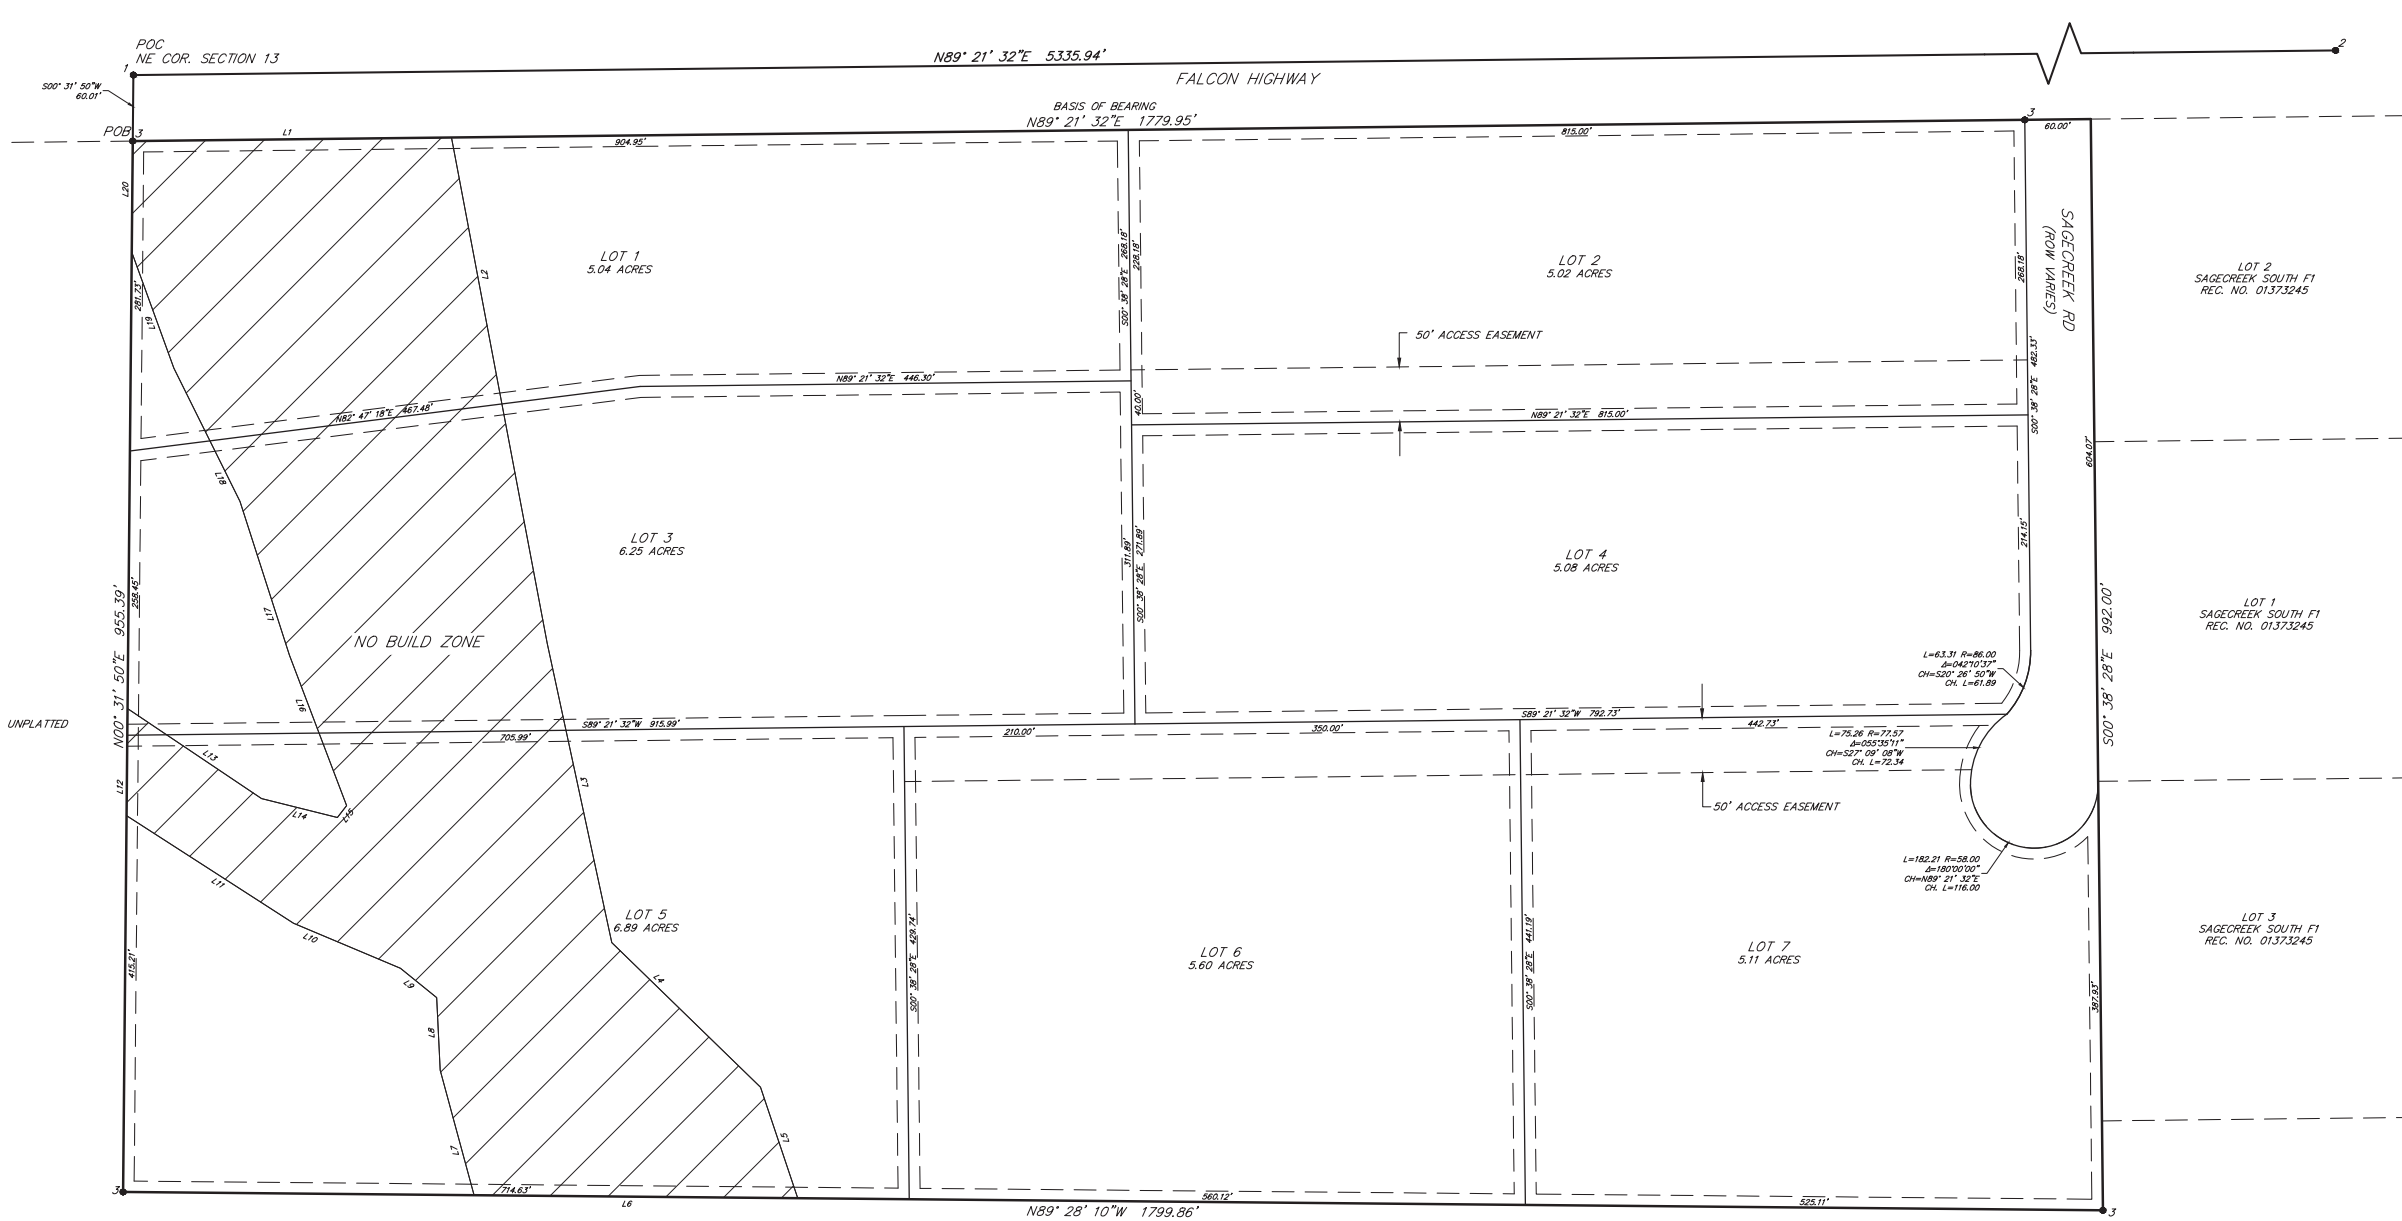 POC
NE COR. SECTION 13
1
2
N89° 21' 32"E 5335.94'
FALCON HIGHWAY
S00° 31' 50"W
60.01'
BASIS OF BEARING
N89° 21' 32"E 1779.95'
POB
3
L1
3
60.00'
904.95'
815.00'
L20
LOT 1
5.04 ACRES
LOT 2
5.02 ACRES
S00° 38' 28"E 268.18'
228.18'
268.18'
SAGECREEK RD
(ROW VARIES)
LOT 2
SAGECREEK SOUTH F1
REC. NO. 01373245
281.73'
L19
L2
50' ACCESS EASEMENT
S00° 38' 28"E 482.33'
N89° 21' 32"E 446.30'
N82° 47' 18"E 467.48'
40.00'
N89° 21' 32"E 815.00'
604.07'
L18
LOT 3
6.25 ACRES
LOT 4
5.08 ACRES
311.89'
S00° 38' 28"E 271.89'
214.15'
258.45'
L17
N00° 31' 50"E 955.39'
NO BUILD ZONE
LOT 1
SAGECREEK SOUTH F1
REC. NO. 01373245
S00° 38' 28"E 992.00'
L=63.31 R=86.00
Δ=042°10'37"
CH=S20° 26' 50"W
CH. L=61.89
L16
UNPLATTED
S89° 21' 32"W 915.99'
S89° 21' 32"W 792.73'
705.99'
210.00'
350.00'
442.73'
L=75.26 R=77.57
Δ=055°35'11"
CH=S27° 09' 08"W
CH. L=72.34
L13
L12
L3
L14
L15
50' ACCESS EASEMENT
L=182.21 R=58.00
Δ=180°00'00"
CH=N89° 21' 32"E
CH. L=116.00
L11
LOT 5
6.89 ACRES
L10
415.21'
S00° 38' 28"E 429.74'
LOT 6
5.60 ACRES
S00° 38' 28"E 441.19'
LOT 7
5.11 ACRES
LOT 3
SAGECREEK SOUTH F1
REC. NO. 01373245
387.93'
L9
L4
L8
L7
L5
3
714.63'
L6
560.12'
525.11'
N89° 28' 10"W 1799.86'
3